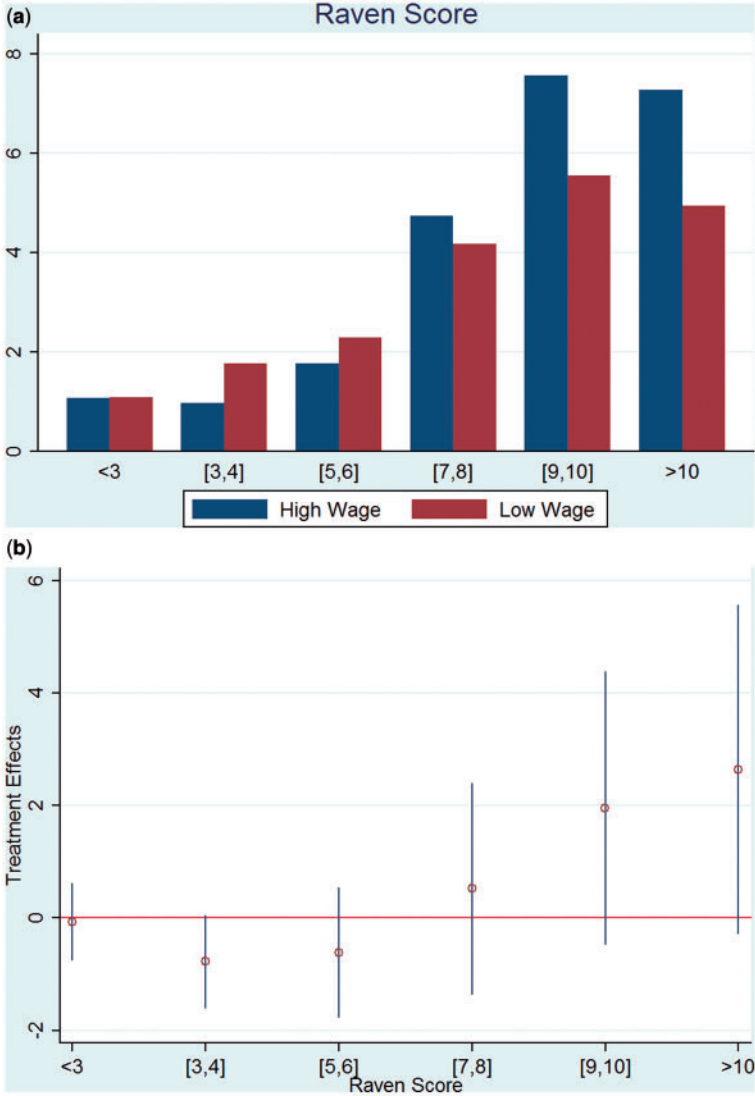 (a)
Raven Score
8
6
4
2
0
<3 [3,4] [5,6] [7,8] [9,10] >10
High Wage Low Wage
(b)
6
4
2
0
-2
Treatment Effects
<3 [3,4] [5,6] [7,8] [9,10] >10
Raven Score